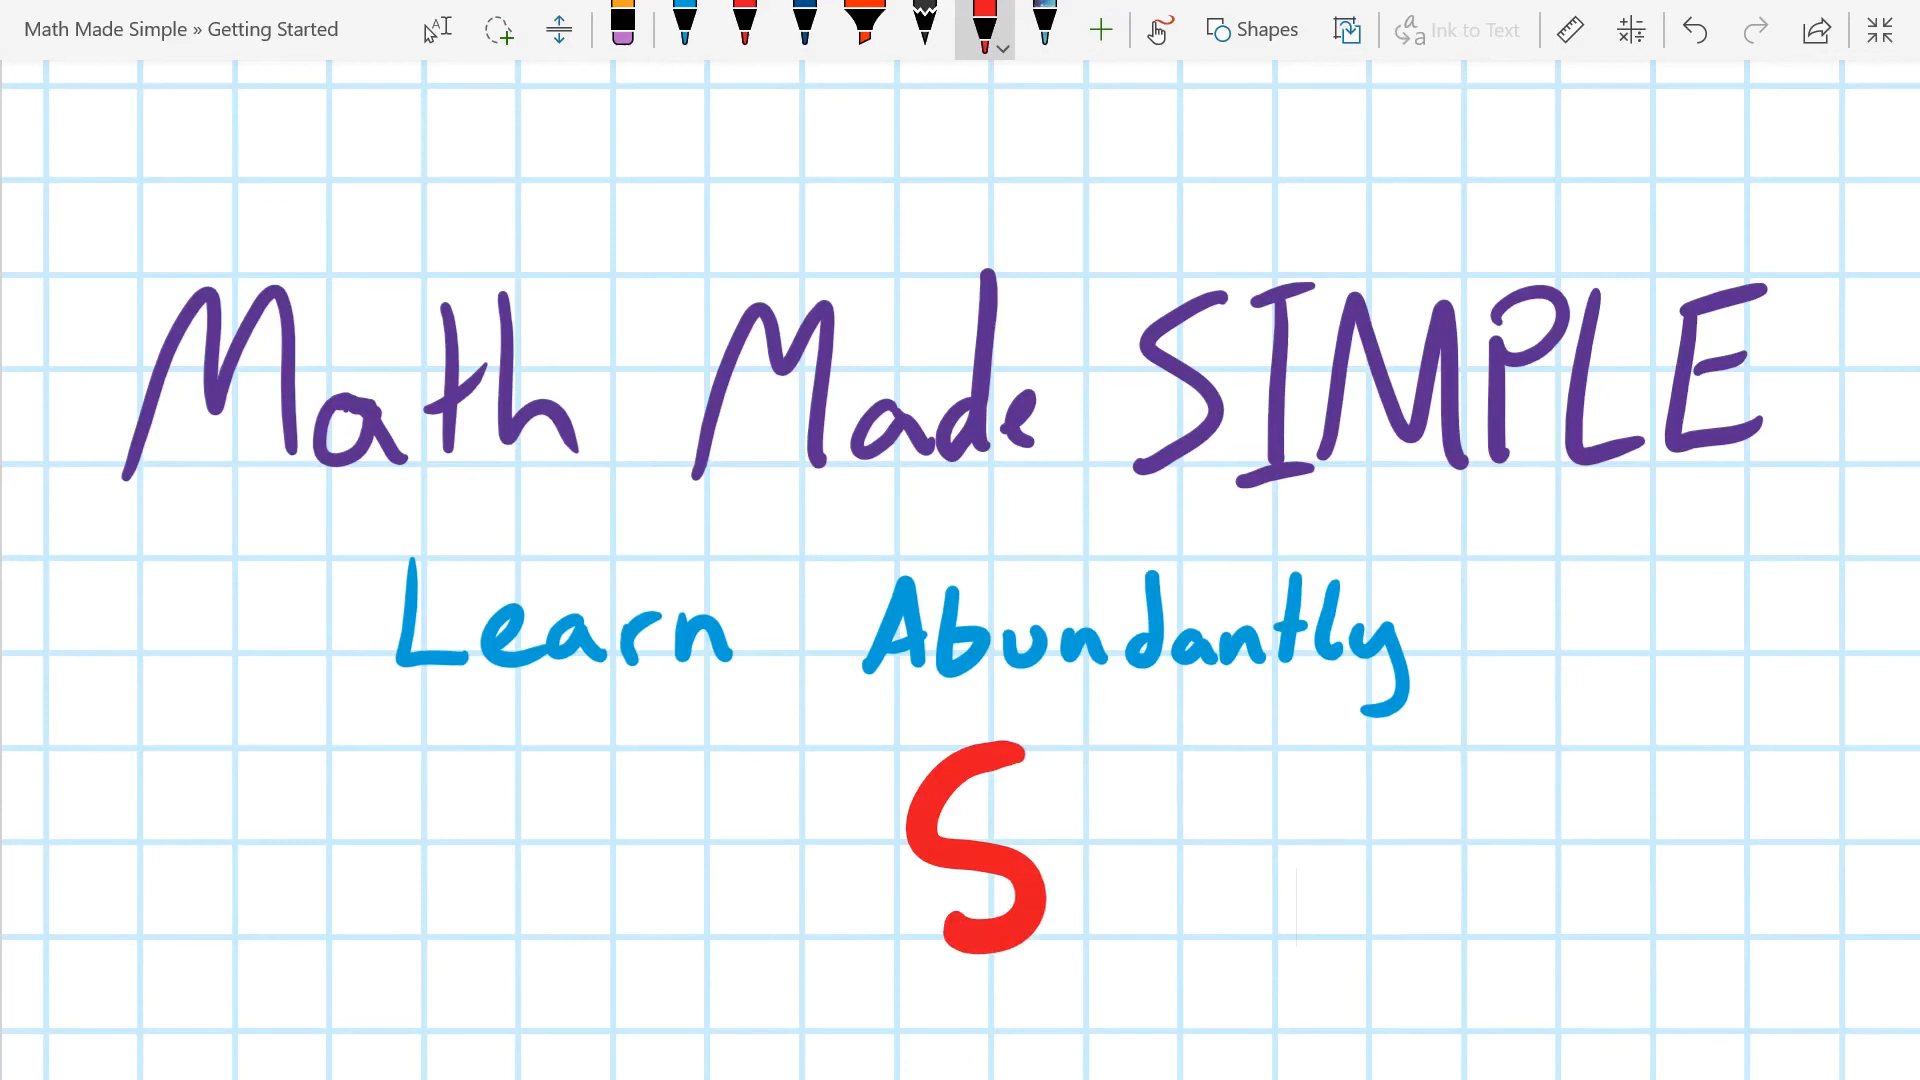 Math Made Simple » Getting Started Shapes Ink to Text
Math Made SIMPLE
Learn Abundantly
S